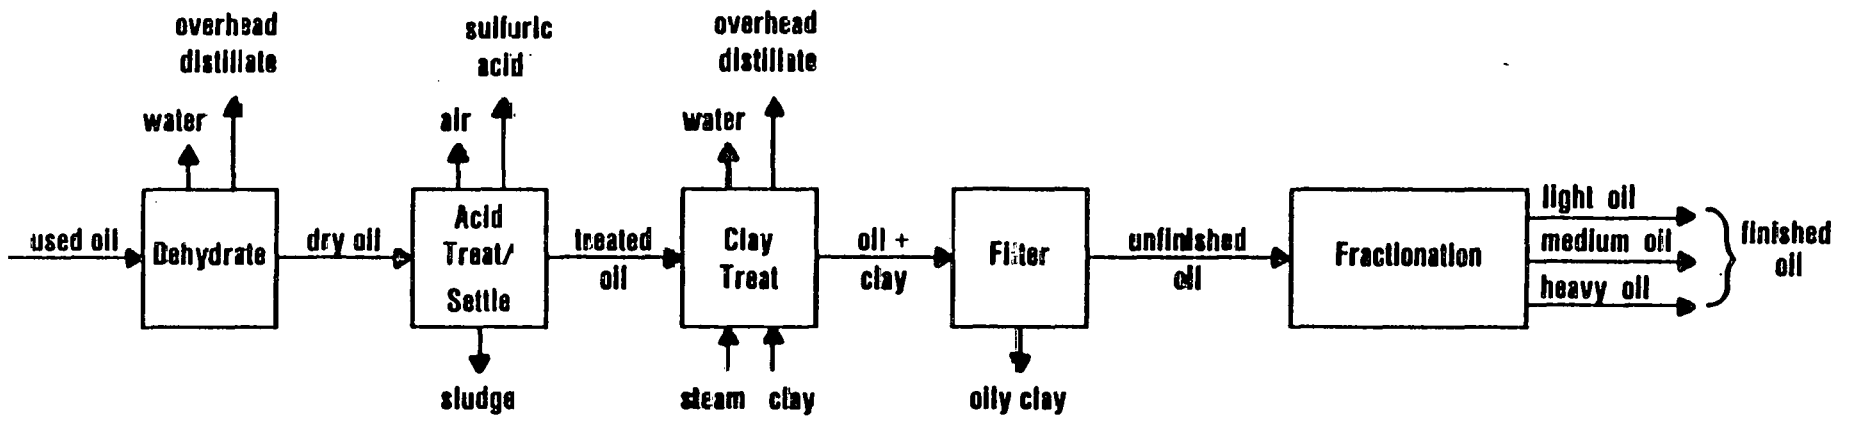 overhead
distillate
sulfuric
acid
overhead
distillate
water
air
water
used oil
Dehydrate
dry oil
Acid
Treat/
Settle
treated
oil
Clay
Treat
oil +
clay
Filter
unfinished
oil
Fractionation
light oil
medium oil
heavy oil
finished
oil
sludge
steam clay
oily clay